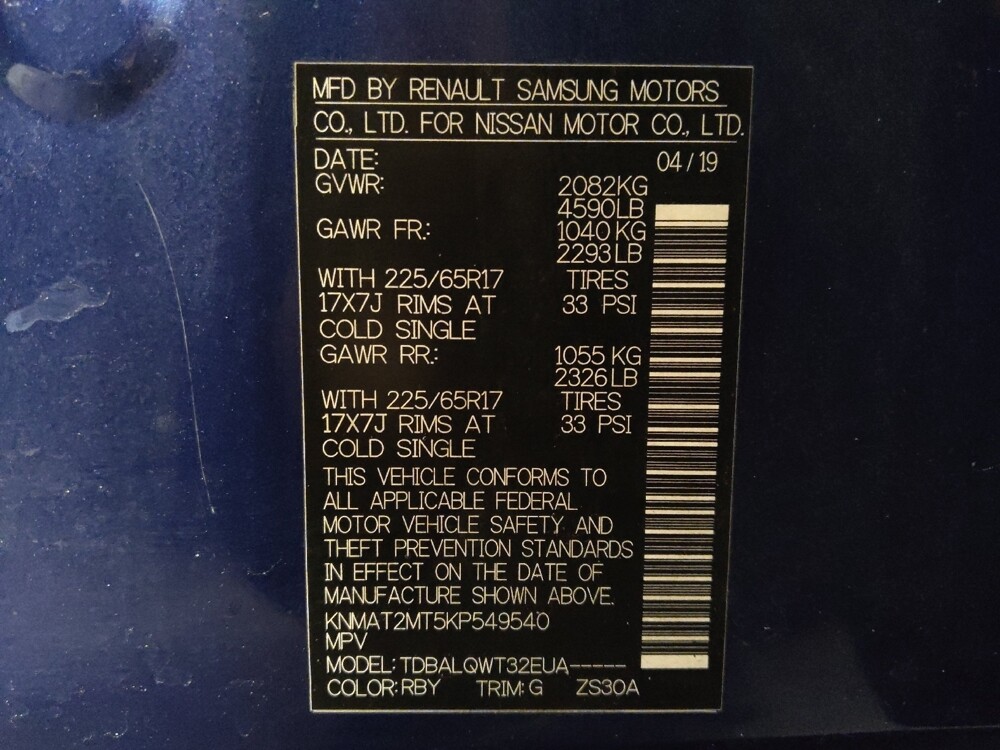 MFD BY RENAULT SAMSUNG MOTORS
CO., LTD. FOR NISSAN MOTOR CO., LTD.
DATE: 04 / 19
GVWR: 2082KG
4590LB
GAWR FR.: 1040 KG
2293LB
WITH 225/65R17 TIRES
17X7J RIMS AT 33 PSI
COLD SINGLE
GAWR RR.: 1055 KG
2326LB
WITH 225/65R17 TIRES
17X7J RIMS AT 33 PSI
COLD SINGLE
THIS VEHICLE CONFORMS TO
ALL APPLICABLE FEDERAL
MOTOR VEHICLE SAFETY AND
THEFT PREVENTION STANDARDS
IN EFFECT ON THE DATE OF
MANUFACTURE SHOWN ABOVE.
KNMAT2MT5KP549540
MPV
MODEL: TDBALQWT32EUA-----
COLOR: RBY TRIM: G ZS30A